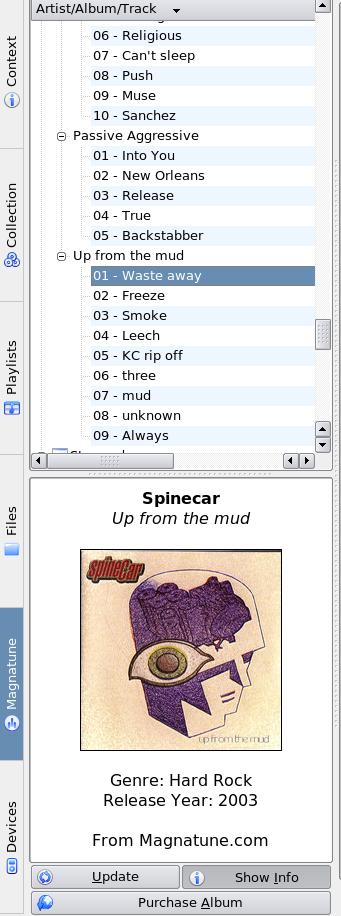 Artist/Album/Track
06 - Religious
07 - Can't sleep
08 - Push
09 - Muse
10 - Sanchez
Passive Aggressive
01 - Into You
02 - New Orleans
03 - Release
04 - True
05 - Backstabber
Up from the mud
01 - Waste away
02 - Freeze
03 - Smoke
04 - Leech
05 - KC rip off
06 - three
07 - mud
08 - unknown
09 - Always
Context
Collection
Playlists
Files
Magnatune
Devices
Spinecar
Up from the mud
spineCar
up from the mud
Genre: Hard Rock
Release Year: 2003
From Magnatune.com
Update
Show Info
Purchase Album